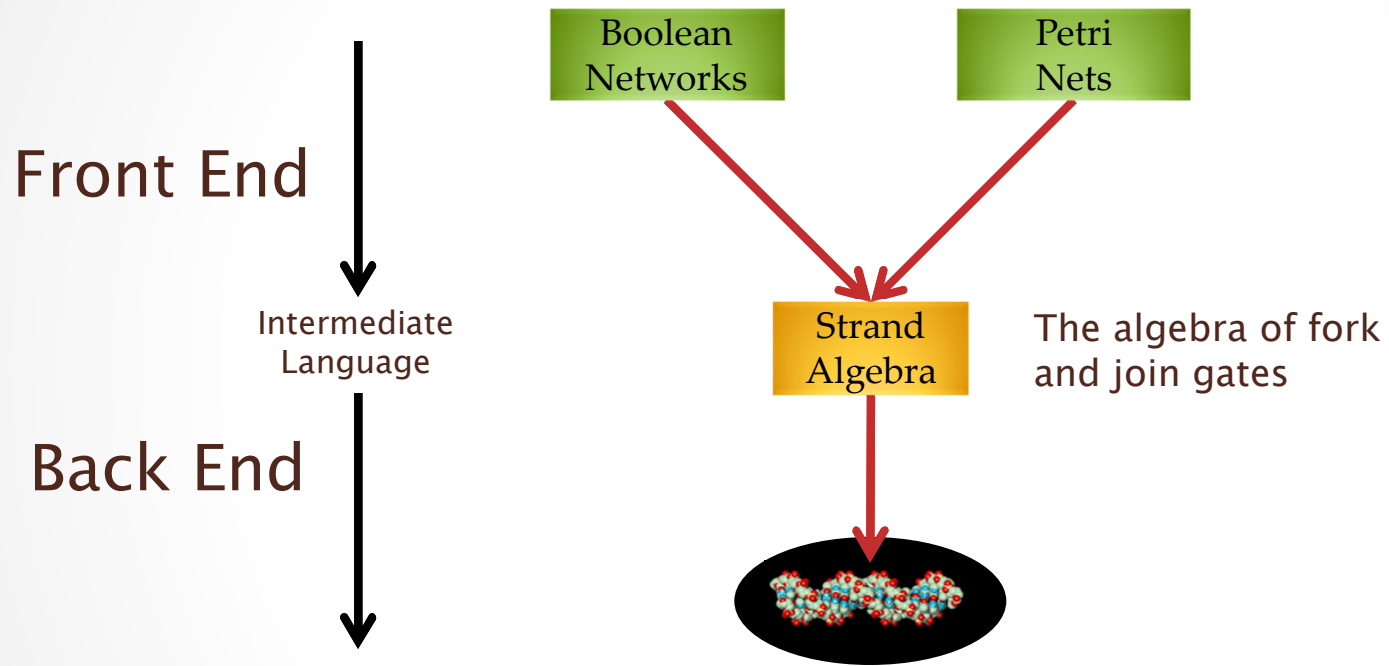 Boolean
Networks
Petri
Nets
Front End
Intermediate
Language
Strand
Algebra
The algebra of fork
and join gates
Back End